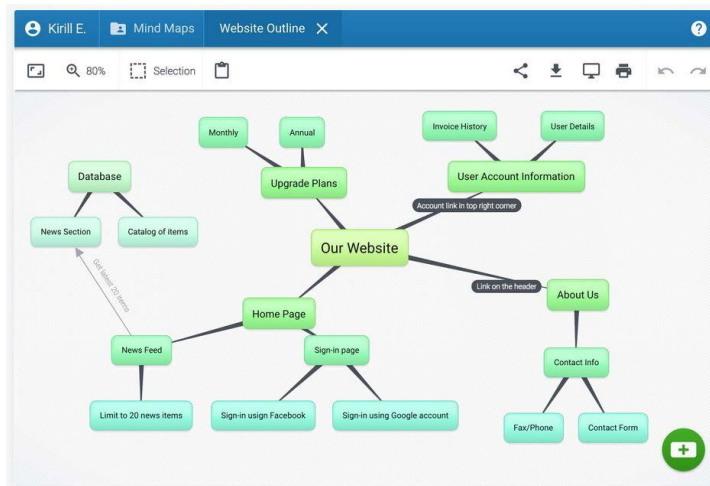 Kirill E.
Mind Maps
Website Outline
80%
Selection
Monthly
Annual
Invoice History
User Details
Database
Upgrade Plans
User Account Information
Account link in top right corner
News Section
Catalog of items
Our Website
Get latest 20 items
Link on the header
About Us
Home Page
News Feed
Sign-in page
Contact Info
Limit to 20 news items
Sign-in usign Facebook
Sign-in using Google account
Fax/Phone
Contact Form